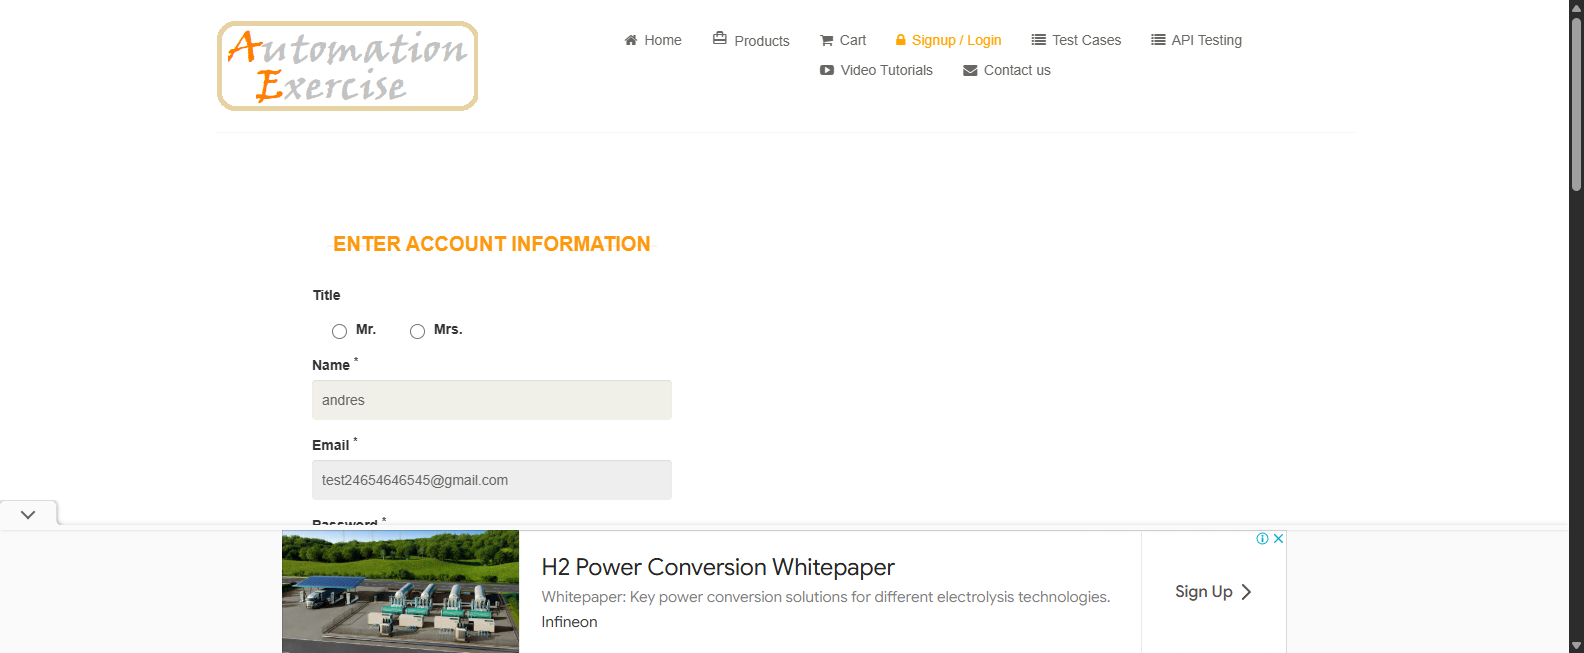 Automation
Exercise
Home
Products
Cart
Signup / Login
Test Cases
API Testing
Video Tutorials
Contact us
ENTER ACCOUNT INFORMATION
Title
Mr.
Mrs.
Name *
andres
Email *
test24654646545@gmail.com
Password *
H2 Power Conversion Whitepaper
Whitepaper: Key power conversion solutions for different electrolysis technologies.
Infineon
Sign Up